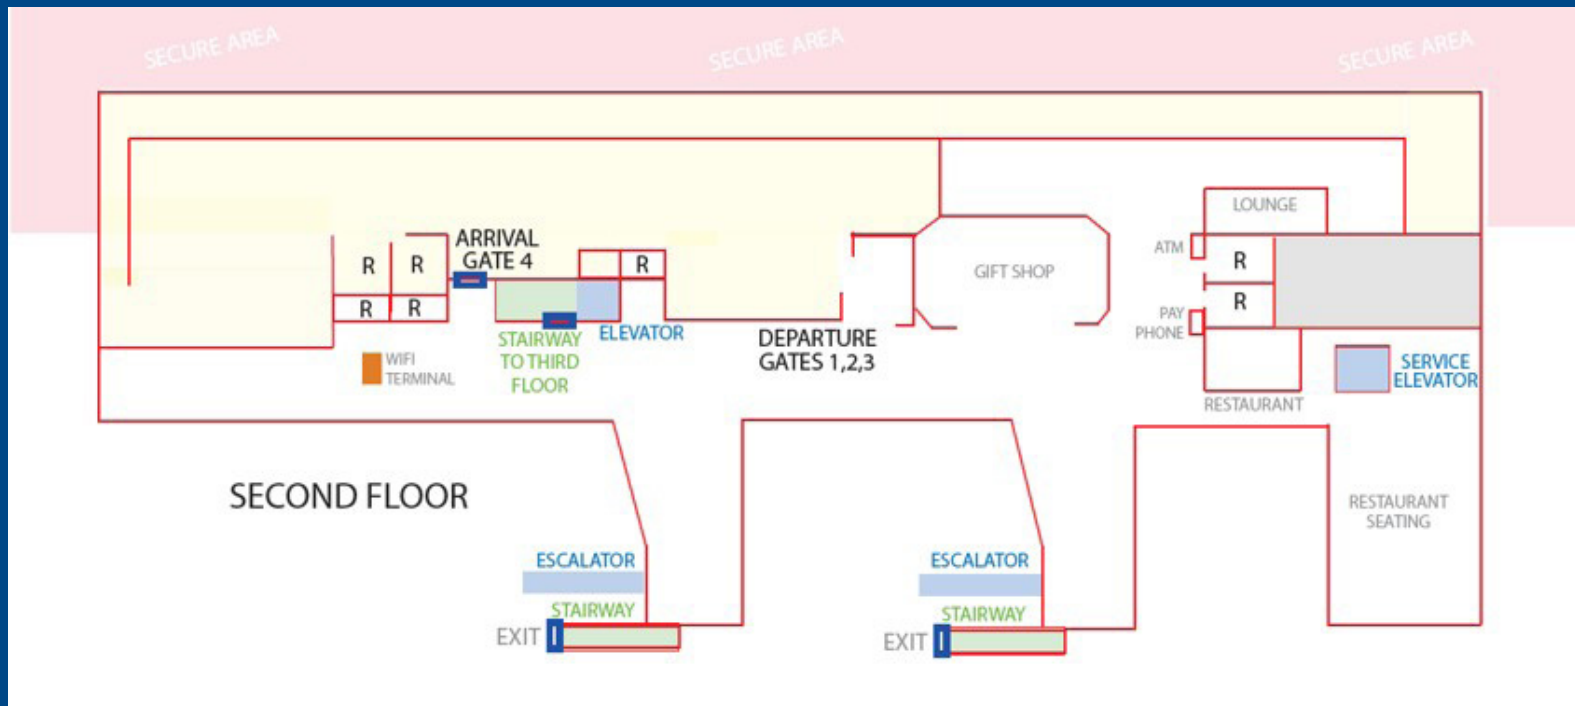 SECURE AREA
SECURE AREA
SECURE AREA
LOUNGE
ARRIVAL
GATE 4
R
R
R
R
R
ATM
R
R
GIFT SHOP
PAY
PHONE
STAIRWAY
TO THIRD
FLOOR
ELEVATOR
DEPARTURE
GATES 1,2,3
WIFI
TERMINAL
SERVICE
ELEVATOR
RESTAURANT
SECOND FLOOR
RESTAURANT
SEATING
ESCALATOR
STAIRWAY
EXIT
ESCALATOR
STAIRWAY
EXIT